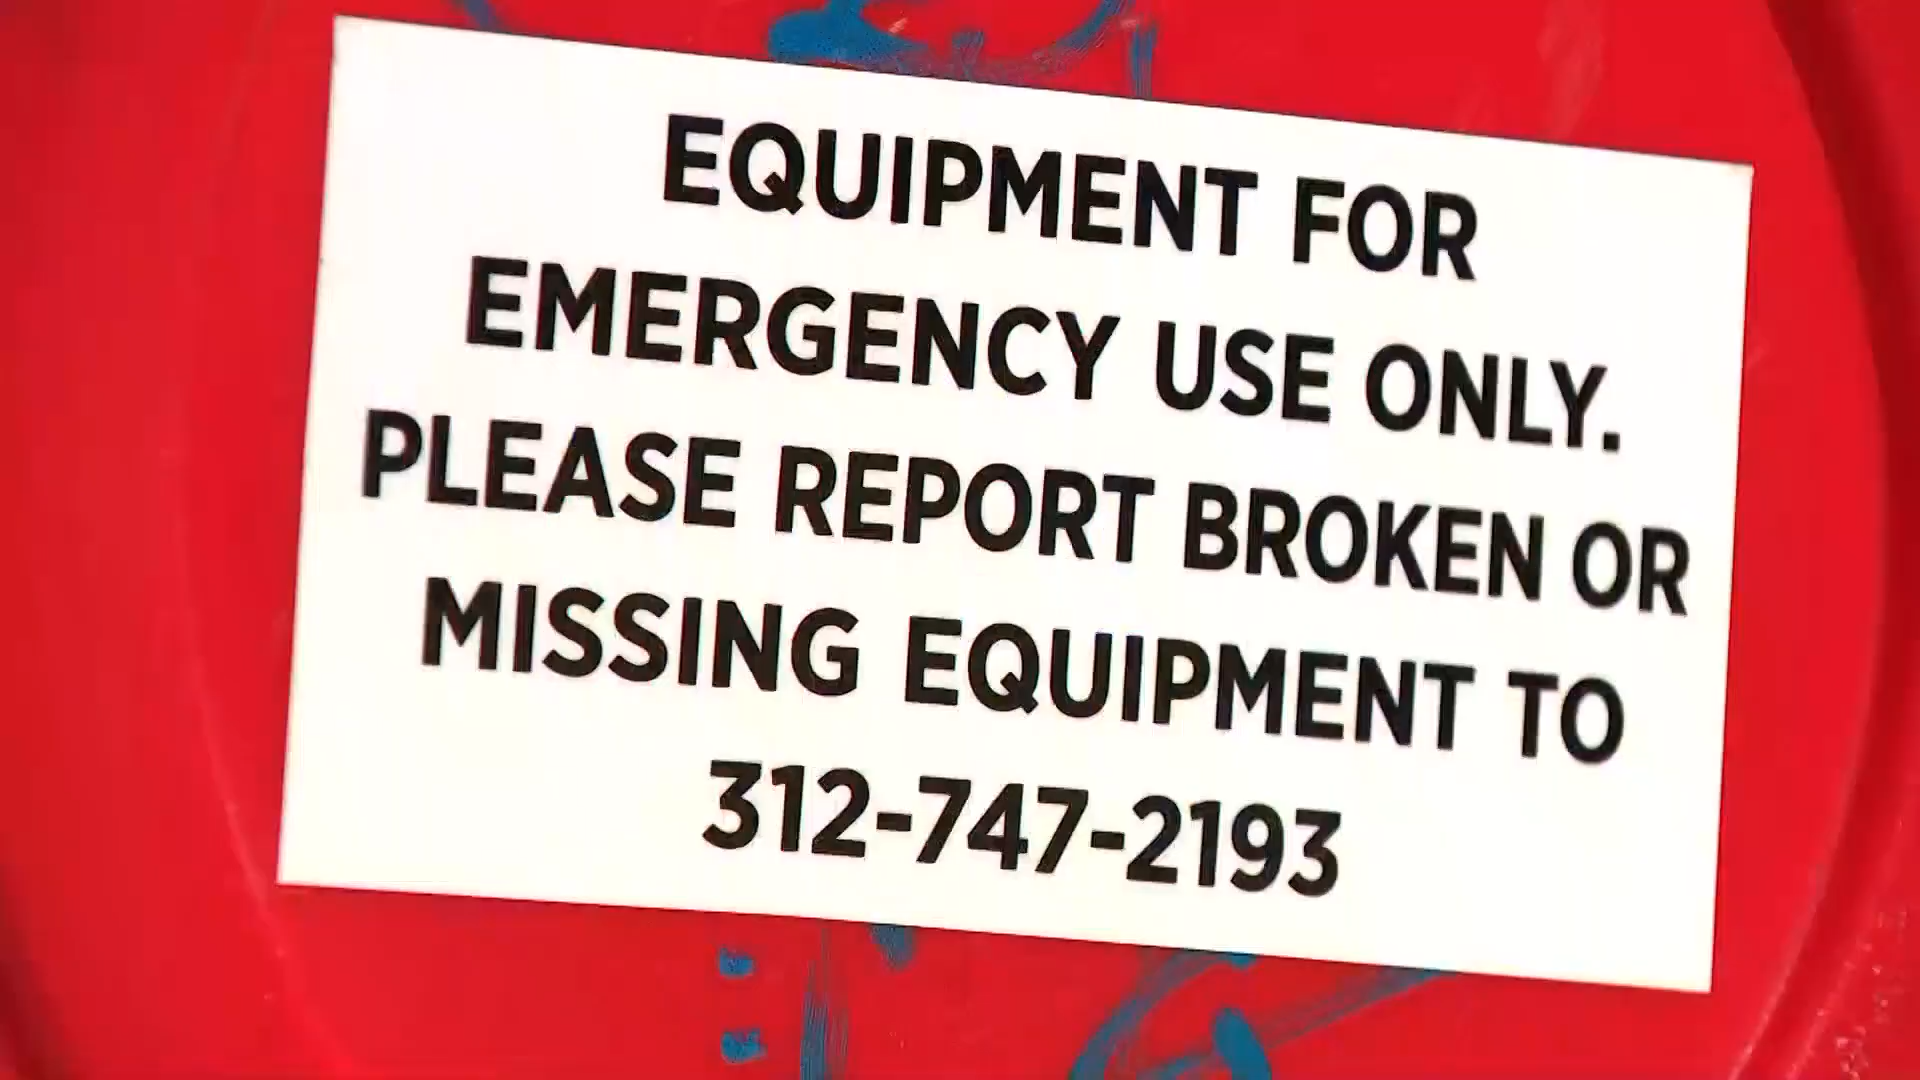 EQUIPMENT FOR
EMERGENCY USE ONLY.
PLEASE REPORT BROKEN OR
MISSING EQUIPMENT TO
312-747-2193